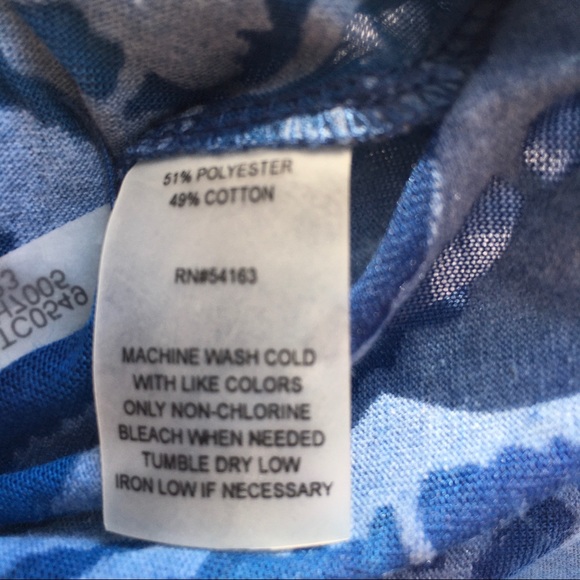 51% POLYESTER
49% COTTON
RN#54163
MACHINE WASH COLD
WITH LIKE COLORS
ONLY NON-CHLORINE
BLEACH WHEN NEEDED
TUMBLE DRY LOW
IRON LOW IF NECESSARY
TC0549